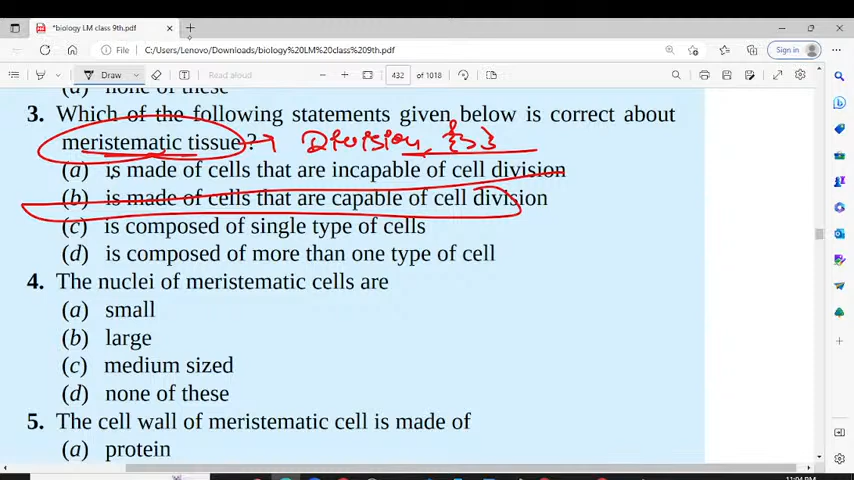 *biology LM class 9th.pdf
File C:/Users/Lenovo/Downloads/biology%20LM%20class%209th.pdf Sign in
Draw Read aloud 432 of 1018
(d) none of these
3. Which of the following statements given below is correct about
meristematic tissue? → Division
(a) is made of cells that are incapable of cell division
(b) is made of cells that are capable of cell division
(c) is composed of single type of cells
(d) is composed of more than one type of cell
4. The nuclei of meristematic cells are
(a) small
(b) large
(c) medium sized
(d) none of these
5. The cell wall of meristematic cell is made of
(a) protein
11:04 PM